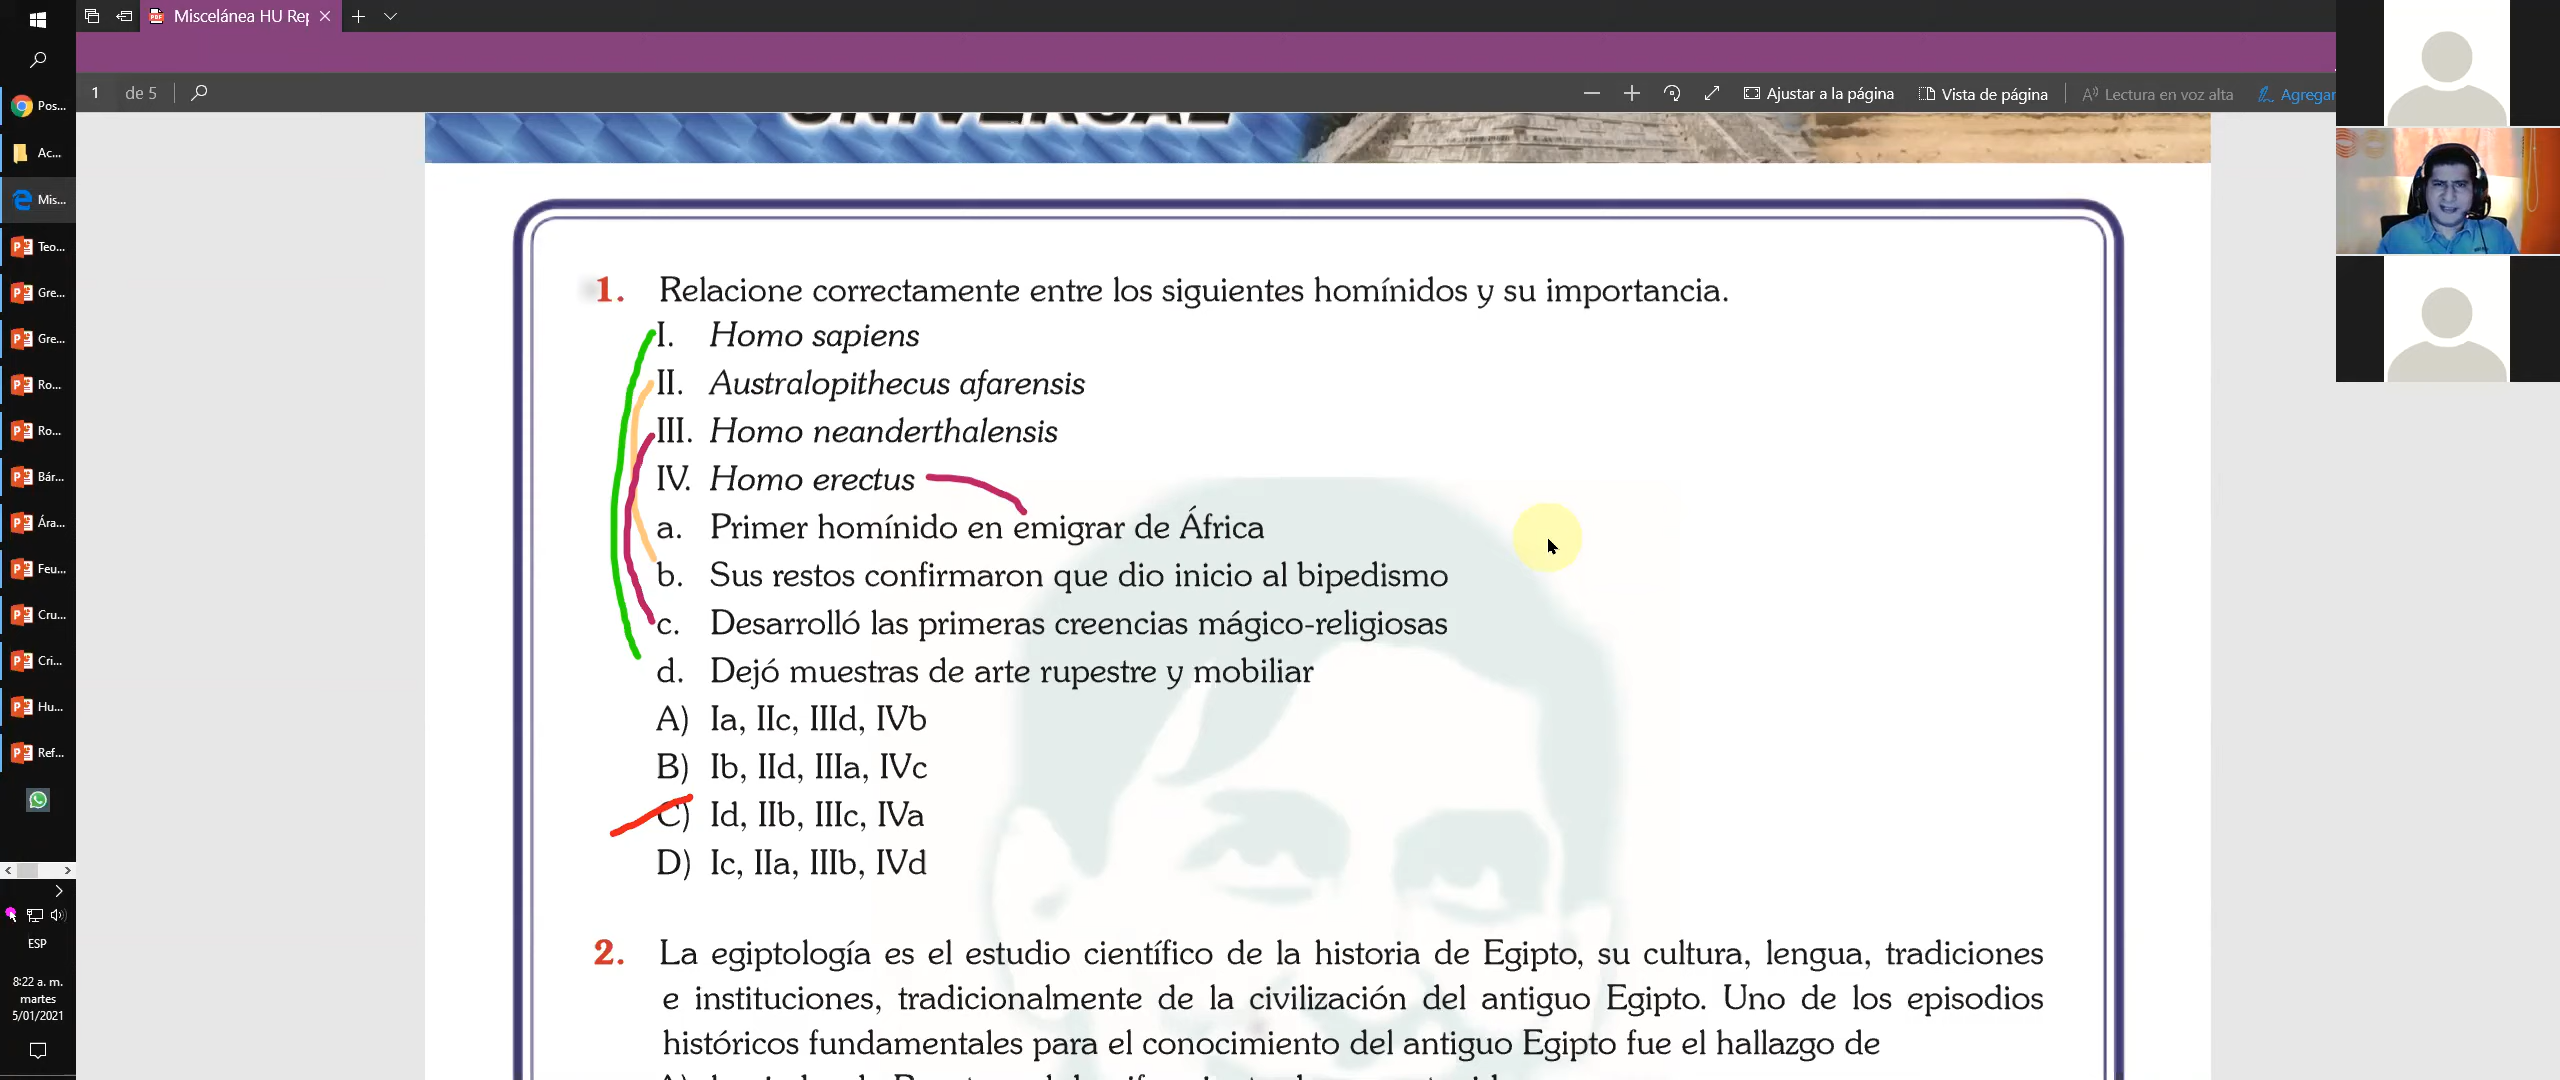 Miscelánea HU Rep
1 de 5
Ajustar a la página
Vista de página
Lectura en voz alta
Agregar
UNIVERSAL
Pos...
Ac...
Mis...
Teo...
Gre...
Gre...
Ro...
Ro...
Bár...
Ára...
Feu...
Cru...
Cri...
Hu...
Ref...
ESP
8:22 a. m.
martes
5/01/2021
1. Relacione correctamente entre los siguientes homínidos y su importancia.
I. Homo sapiens
II. Australopithecus afarensis
III. Homo neanderthalensis
IV. Homo erectus
a. Primer homínido en emigrar de África
b. Sus restos confirmaron que dio inicio al bipedismo
c. Desarrolló las primeras creencias mágico-religiosas
d. Dejó muestras de arte rupestre y mobiliar
A) Ia, IIc, IIId, IVb
B) Ib, IId, IIIa, IVc
C) Id, IIb, IIIc, IVa
D) Ic, IIa, IIIb, IVd
2. La egiptología es el estudio científico de la historia de Egipto, su cultura, lengua, tradiciones
e instituciones, tradicionalmente de la civilización del antiguo Egipto. Uno de los episodios
históricos fundamentales para el conocimiento del antiguo Egipto fue el hallazgo de